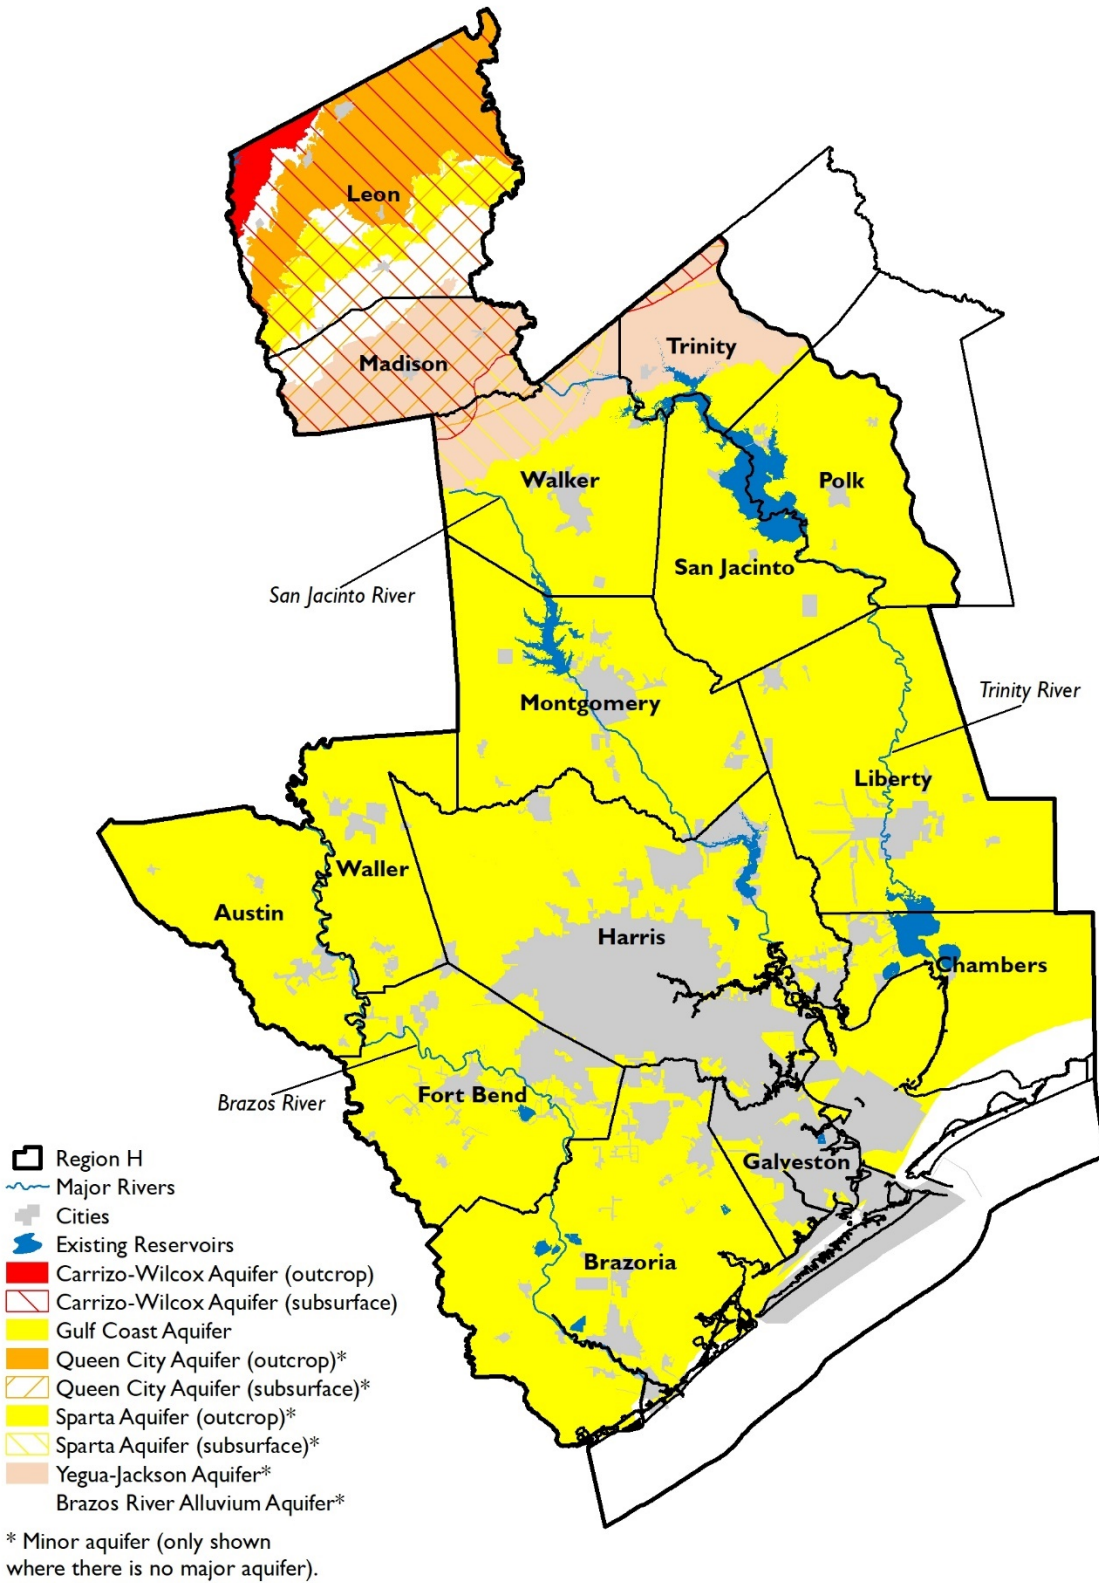 Leon
Madison
Trinity
Walker
Polk
San Jacinto
San Jacinto River
Montgomery
Trinity River
Liberty
Waller
Austin
Harris
Chambers
Fort Bend
Brazos River
Galveston
Brazoria
Region H
Major Rivers
Cities
Existing Reservoirs
Carrizo-Wilcox Aquifer (outcrop)
Carrizo-Wilcox Aquifer (subsurface)
Gulf Coast Aquifer
Queen City Aquifer (outcrop)*
Queen City Aquifer (subsurface)*
Sparta Aquifer (outcrop)*
Sparta Aquifer (subsurface)*
Yegua-Jackson Aquifer*
Brazos River Alluvium Aquifer*
* Minor aquifer (only shown
where there is no major aquifer).